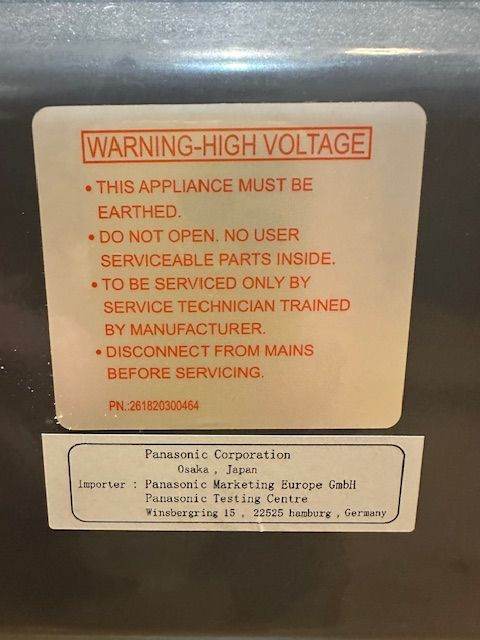 WARNING-HIGH VOLTAGE
• THIS APPLIANCE MUST BE
EARTHED.
• DO NOT OPEN. NO USER
SERVICEABLE PARTS INSIDE.
• TO BE SERVICED ONLY BY
SERVICE TECHNICIAN TRAINED
BY MANUFACTURER.
• DISCONNECT FROM MAINS
BEFORE SERVICING.
PN.:261820300464
Panasonic Corporation
Osaka , Japan
Importer : Panasonic Marketing Europe GmbH
Panasonic Testing Centre
Winsbergring 15 , 22525 hamburg , Germany